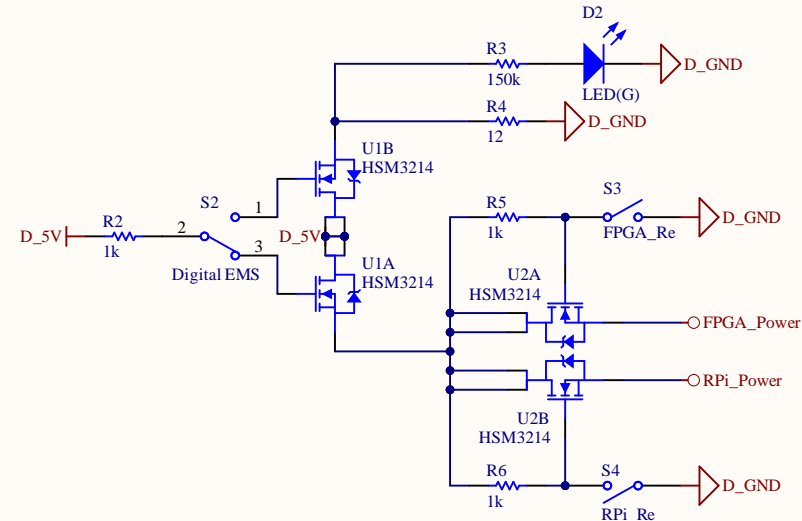 D2
R3
150k
D_GND
LED(G)
R4
12
D_GND
U1B
HSM3214
S2
1
R2
2
D_5V
1k
3
D_5V
Digital EMS
U1A
HSM3214
R5
1k
S3
D_GND
FPGA_Re
U2A
HSM3214
FPGA_Power
RPi_Power
U2B
HSM3214
R6
1k
S4
D_GND
RPi_Re